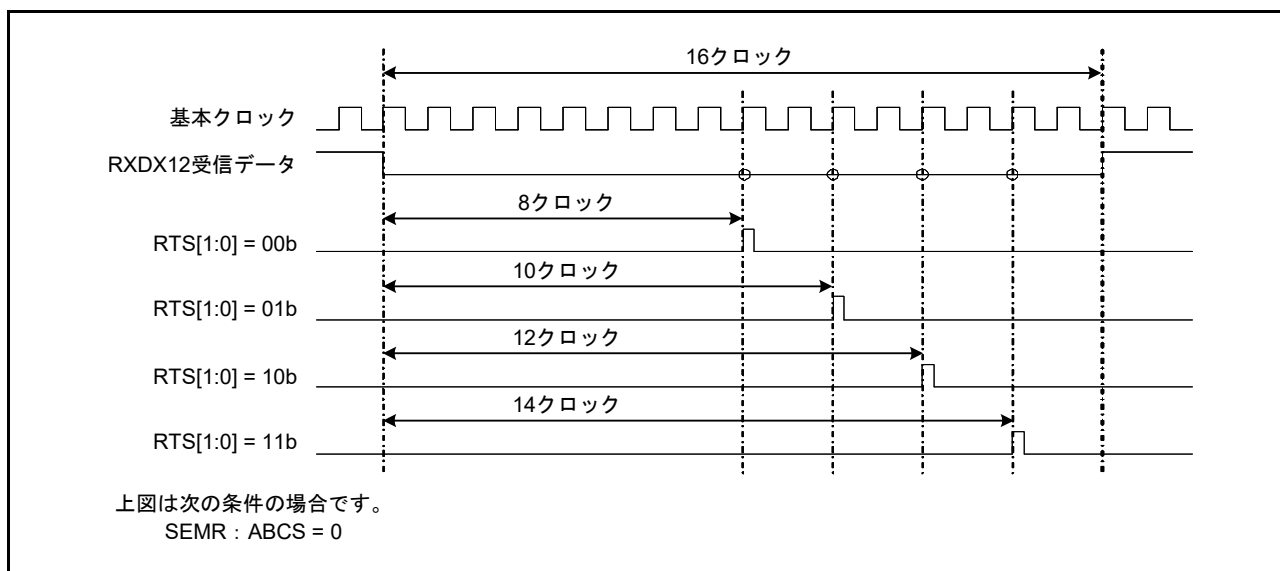 16クロック
基本クロック
RXDX12受信データ
8クロック
RTS[1:0] = 00b
10クロック
RTS[1:0] = 01b
12クロック
RTS[1:0] = 10b
14クロック
RTS[1:0] = 11b
上図は次の条件の場合です。
SEMR：ABCS = 0